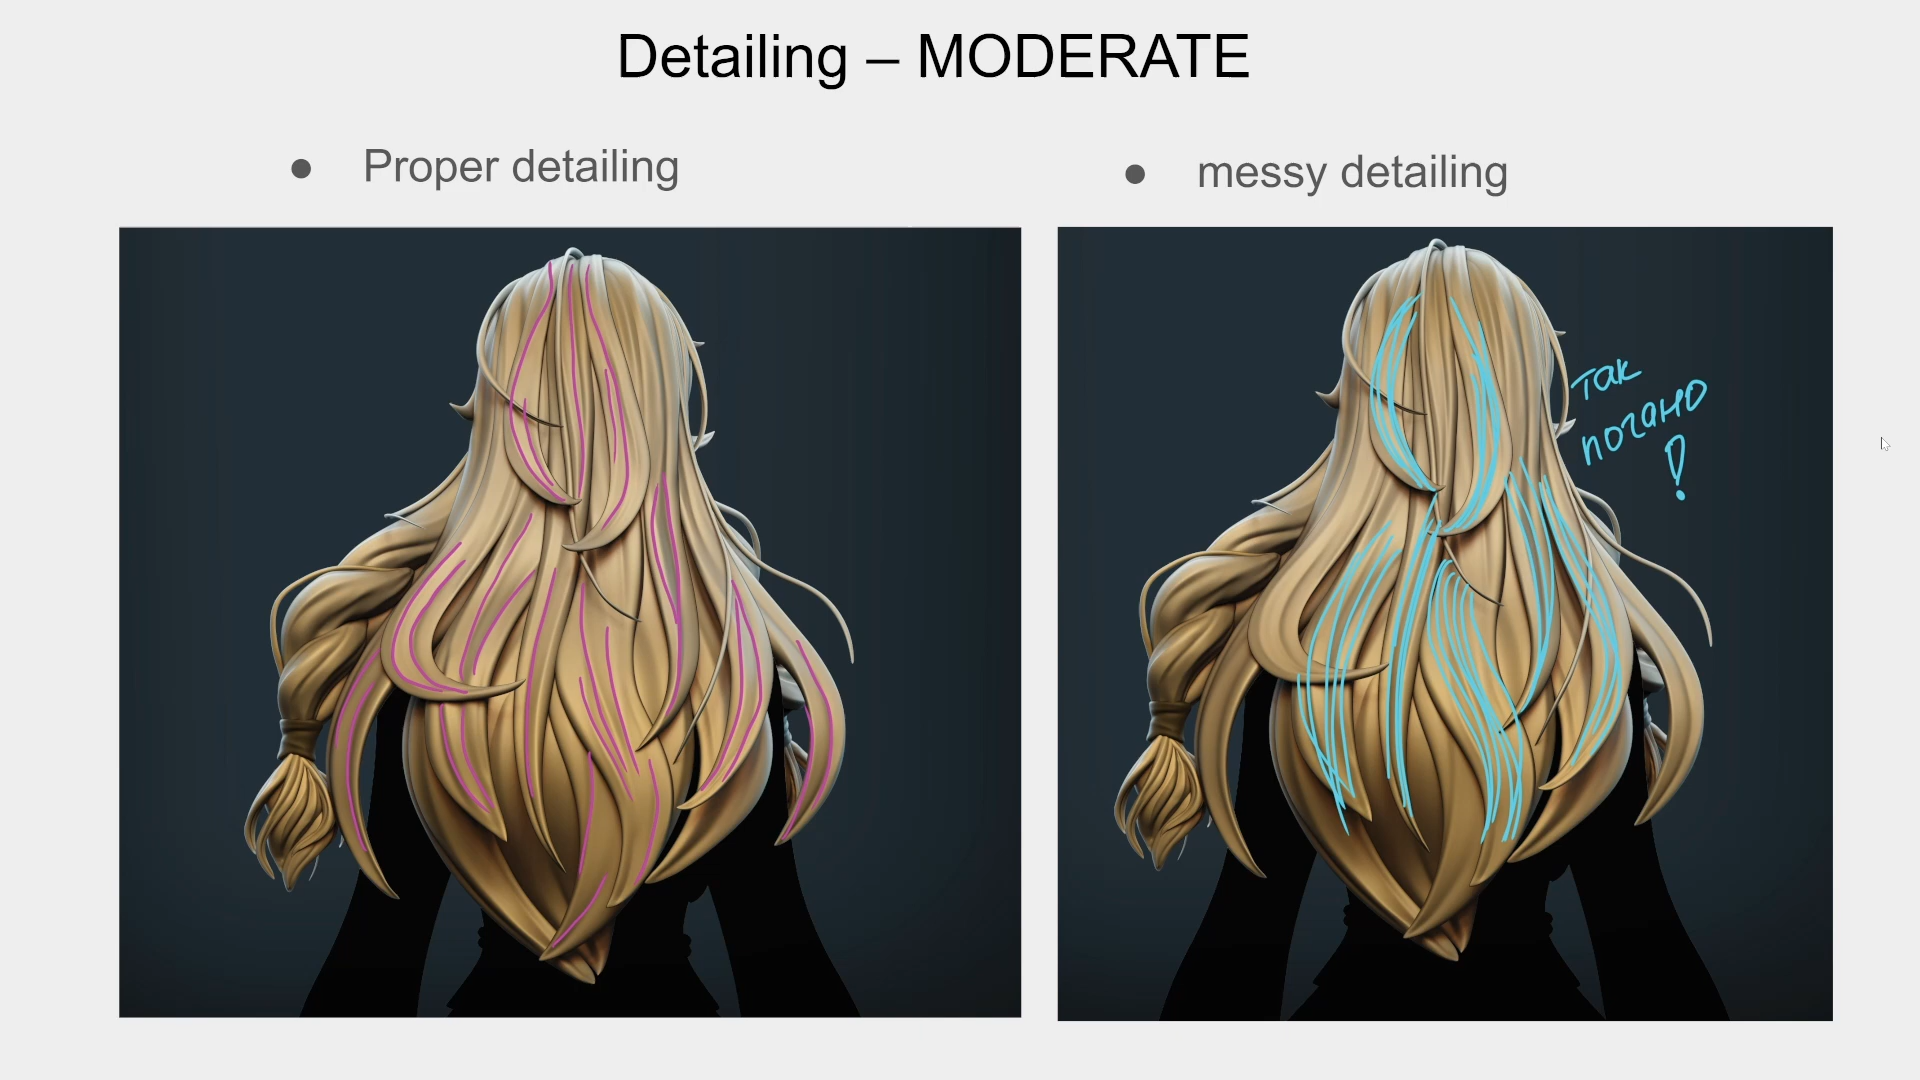 Detailing – MODERATE
● Proper detailing
● messy detailing
так
погано
!